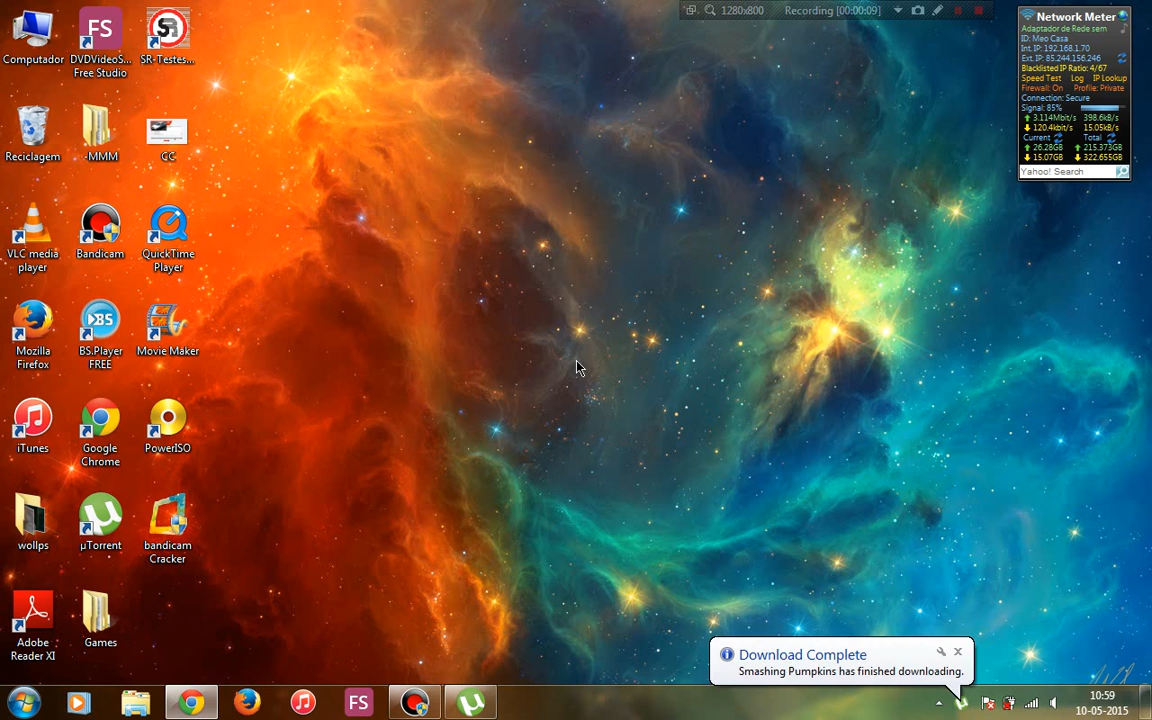 1280x800
Recording [00:00:09]
Network Meter
Adaptador de Rede sem
ID: Meo Casa
Int. IP: 192.168.1.70
Ext. IP: 85.244.156.246
Blacklisted IP Ratio: 4/67
Speed Test Log IP Lookup
Firewall: On Profile: Private
Connection: Secure
Signal: 85%
3.114Mbit/s 398.6kB/s
120.4kbit/s 15.05kB/s
Current Total
26.28GB 215.373GB
15.07GB 322.655GB
Yahoo! Search
FS
SR
Computador
DVDVideoS...
Free Studio
SR-Testes...
Reciclagem
-MMM
CC
VLC media
player
Bandicam
QuickTime
Player
BS
Mozilla
Firefox
BS.Player
FREE
Movie Maker
iTunes
Google
Chrome
PowerISO
µ
wollps
µTorrent
bandicam
Cracker
Adobe
Reader XI
Games
Download Complete
Smashing Pumpkins has finished downloading.
FS
µ
10:59
10-05-2015